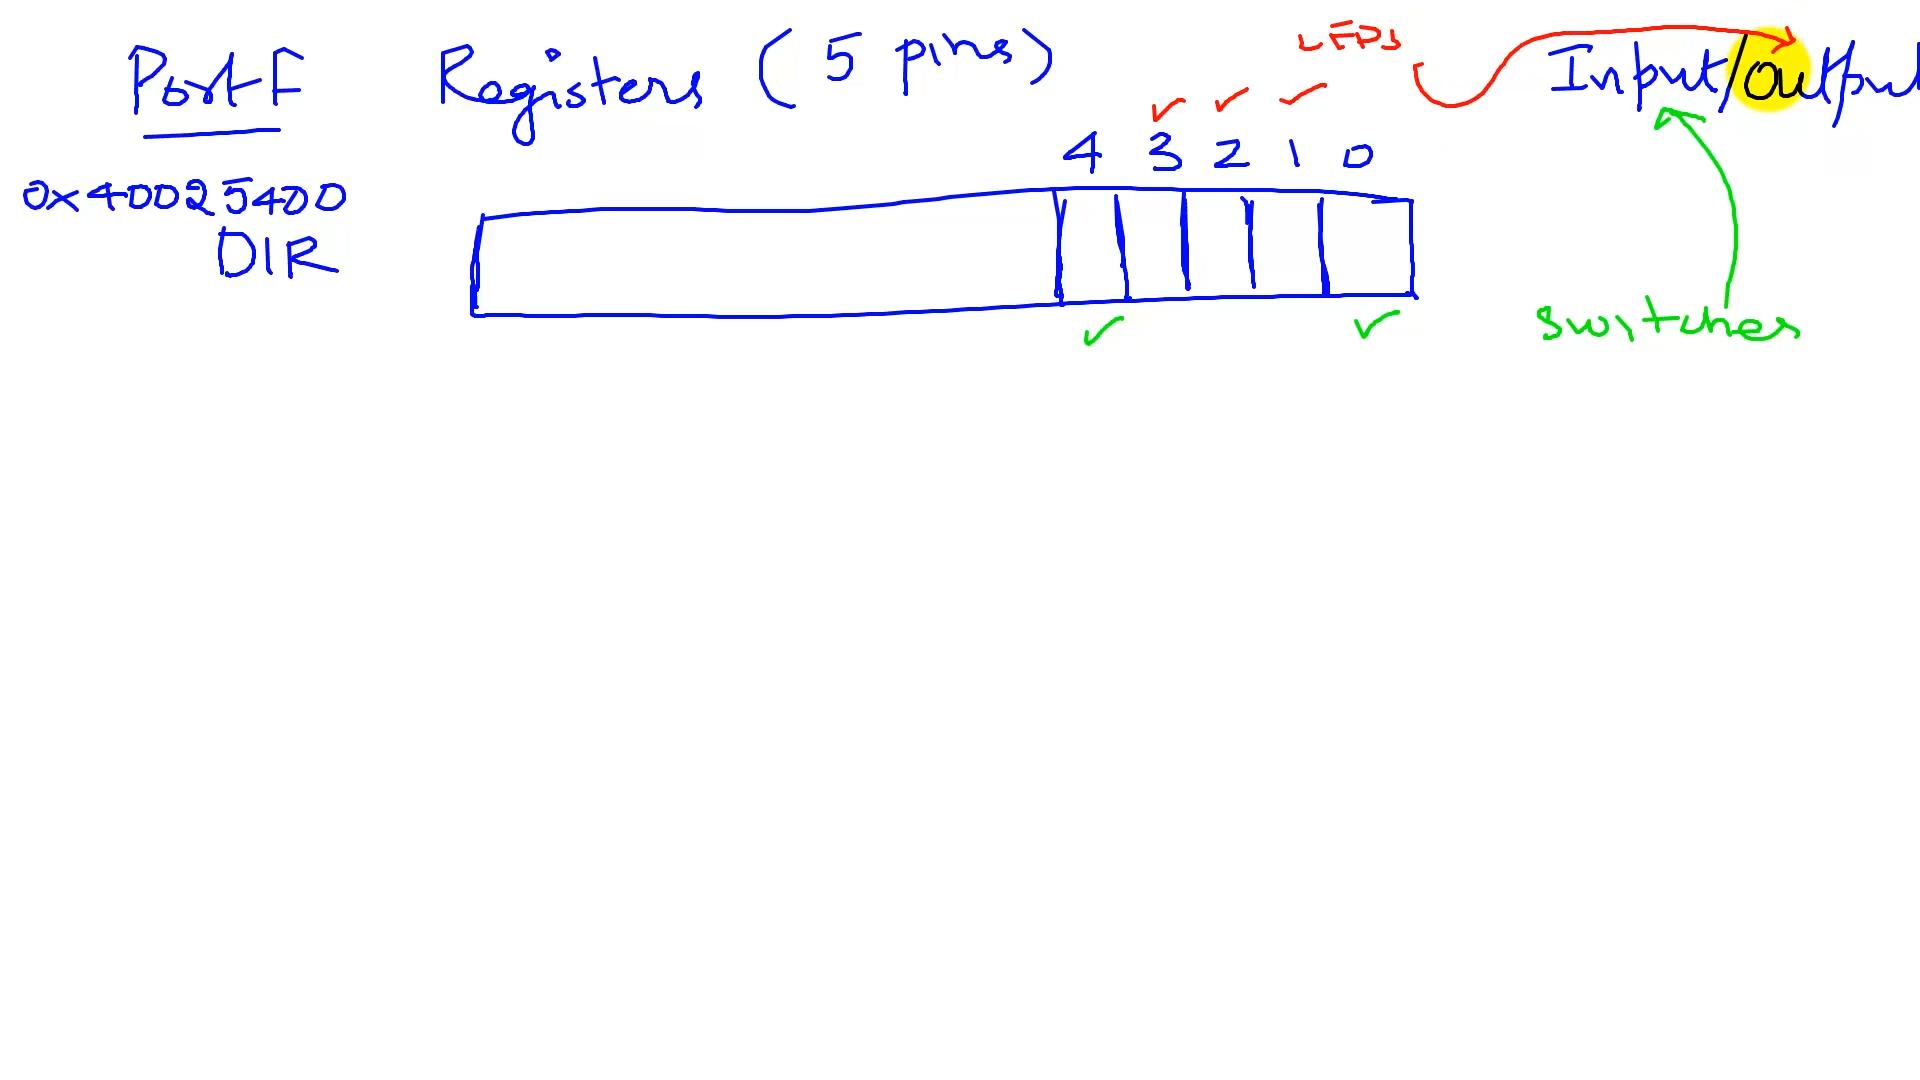 Port F Registers (5 pins) LEDs Input/Output
4 3 2 1 0
0x40025400
DIR
switches